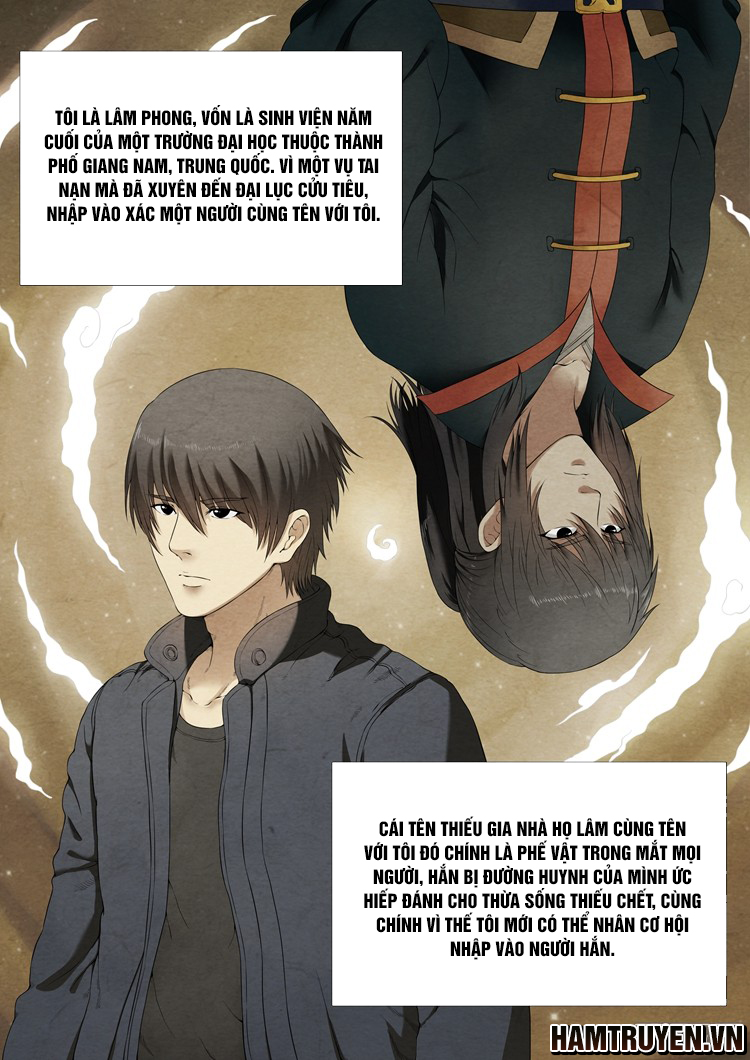 TÔI LÀ LÂM PHONG, VỐN LÀ SINH VIÊN NĂM
CUỐI CỦA MỘT TRƯỜNG ĐẠI HỌC THUỘC THÀNH
PHỐ GIANG NAM, TRUNG QUỐC. VÌ MỘT VỤ TAI
NẠN MÀ ĐÃ XUYÊN ĐẾN ĐẠI LỤC CỬU TIÊU,
NHẬP VÀO XÁC MỘT NGƯỜI CÙNG TÊN VỚI TÔI.
CÁI TÊN THIẾU GIA NHÀ HỌ LÂM CÙNG TÊN
VỚI TÔI ĐÓ CHÍNH LÀ PHẾ VẬT TRONG MẮT MỌI
NGƯỜI, HẮN BỊ ĐƯỜNG HUYNH CỦA MÌNH ỨC
HIẾP ĐÁNH CHO THỪA SỐNG THIẾU CHẾT, CÙNG
CHÍNH VÌ THẾ TÔI MỚI CÓ THỂ NHÂN CƠ HỘI
NHẬP VÀO NGƯỜI HẮN.
HAMTRUYEN.VN